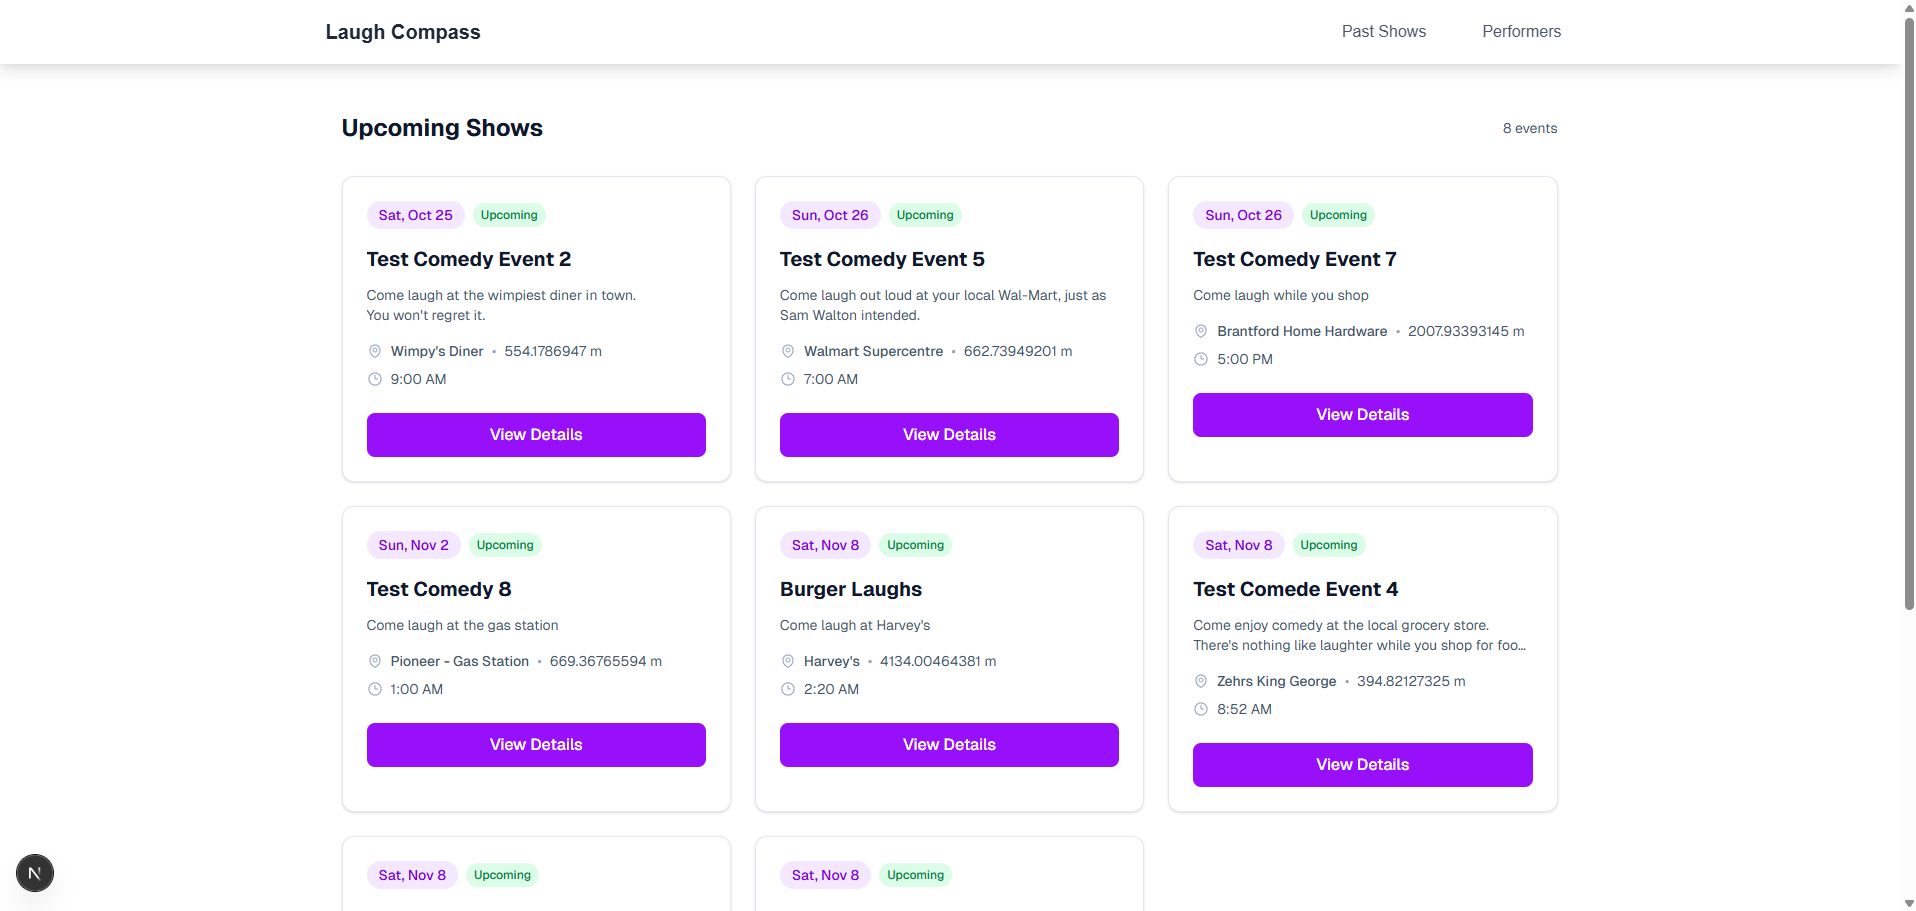 Laugh Compass
Past Shows
Performers
Upcoming Shows
8 events
Sat, Oct 25
Upcoming
Test Comedy Event 2
Come laugh at the wimpiest diner in town.
You won't regret it.
Wimpy's Diner • 554.1786947 m
9:00 AM
View Details
Sun, Oct 26
Upcoming
Test Comedy Event 5
Come laugh out loud at your local Wal-Mart, just as
Sam Walton intended.
Walmart Supercentre • 662.73949201 m
7:00 AM
View Details
Sun, Oct 26
Upcoming
Test Comedy Event 7
Come laugh while you shop
Brantford Home Hardware • 2007.93393145 m
5:00 PM
View Details
Sun, Nov 2
Upcoming
Test Comedy 8
Come laugh at the gas station
Pioneer - Gas Station • 669.36765594 m
1:00 AM
View Details
Sat, Nov 8
Upcoming
Burger Laughs
Come laugh at Harvey's
Harvey's • 4134.00464381 m
2:20 AM
View Details
Sat, Nov 8
Upcoming
Test Comede Event 4
Come enjoy comedy at the local grocery store.
There's nothing like laughter while you shop for foo...
Zehrs King George • 394.82127325 m
8:52 AM
View Details
Sat, Nov 8
Upcoming
Sat, Nov 8
Upcoming
N